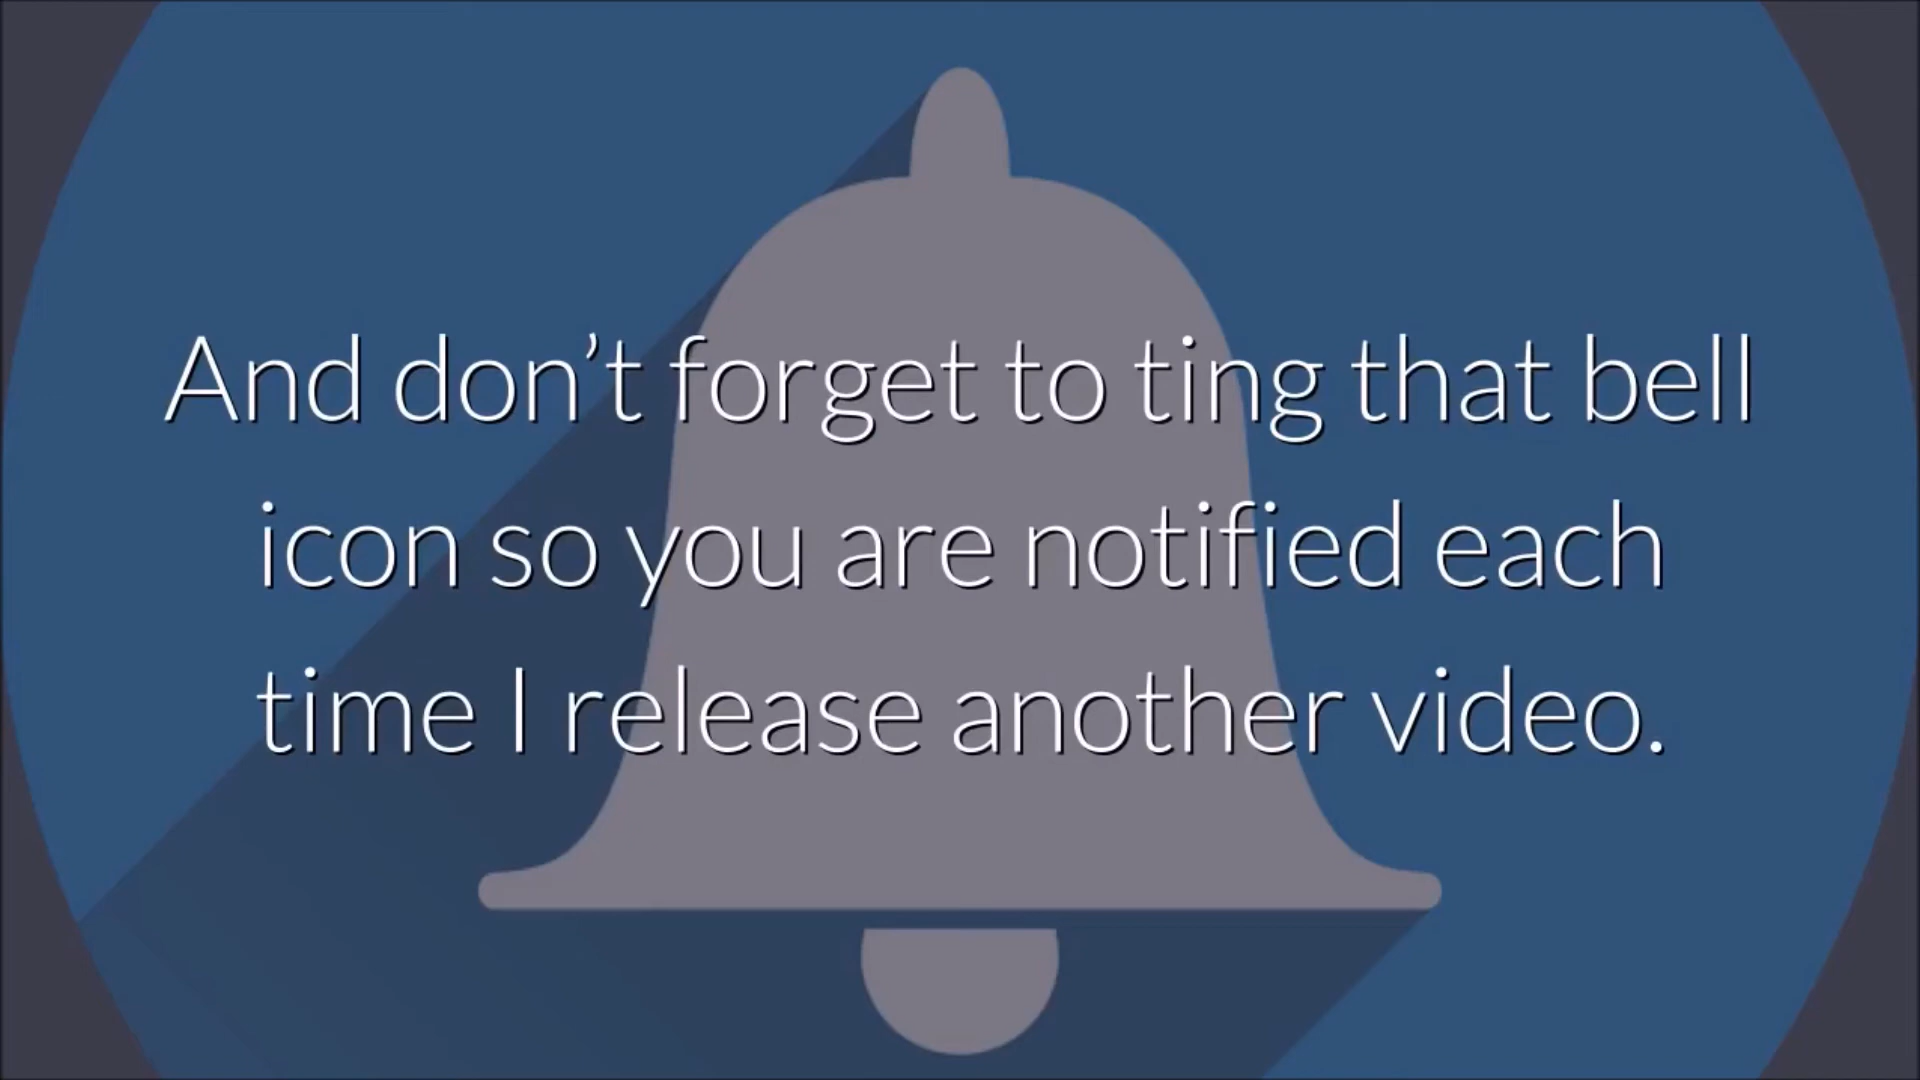 And don’t forget to ting that bell
icon so you are notified each
time I release another video.